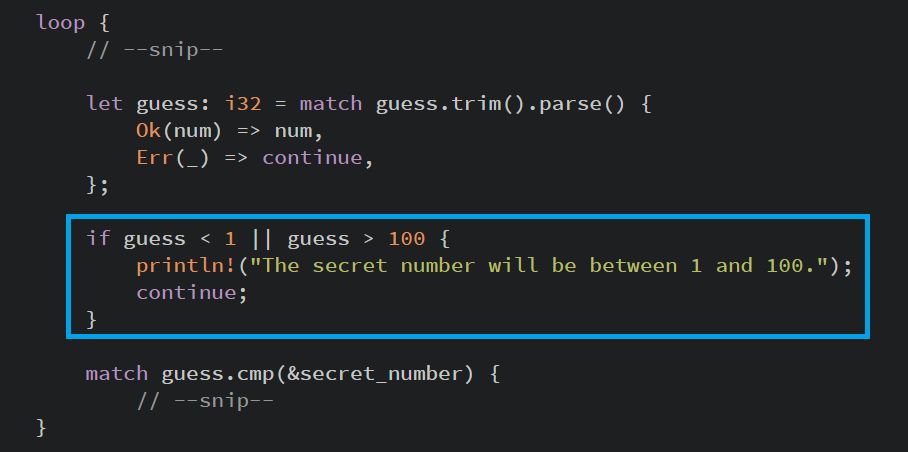 loop {
    // --snip--

    let guess: i32 = match guess.trim().parse() {
        Ok(num) => num,
        Err(_) => continue,
    };

    if guess < 1 || guess > 100 {
        println!("The secret number will be between 1 and 100.");
        continue;
    }

    match guess.cmp(&secret_number) {
        // --snip--
}